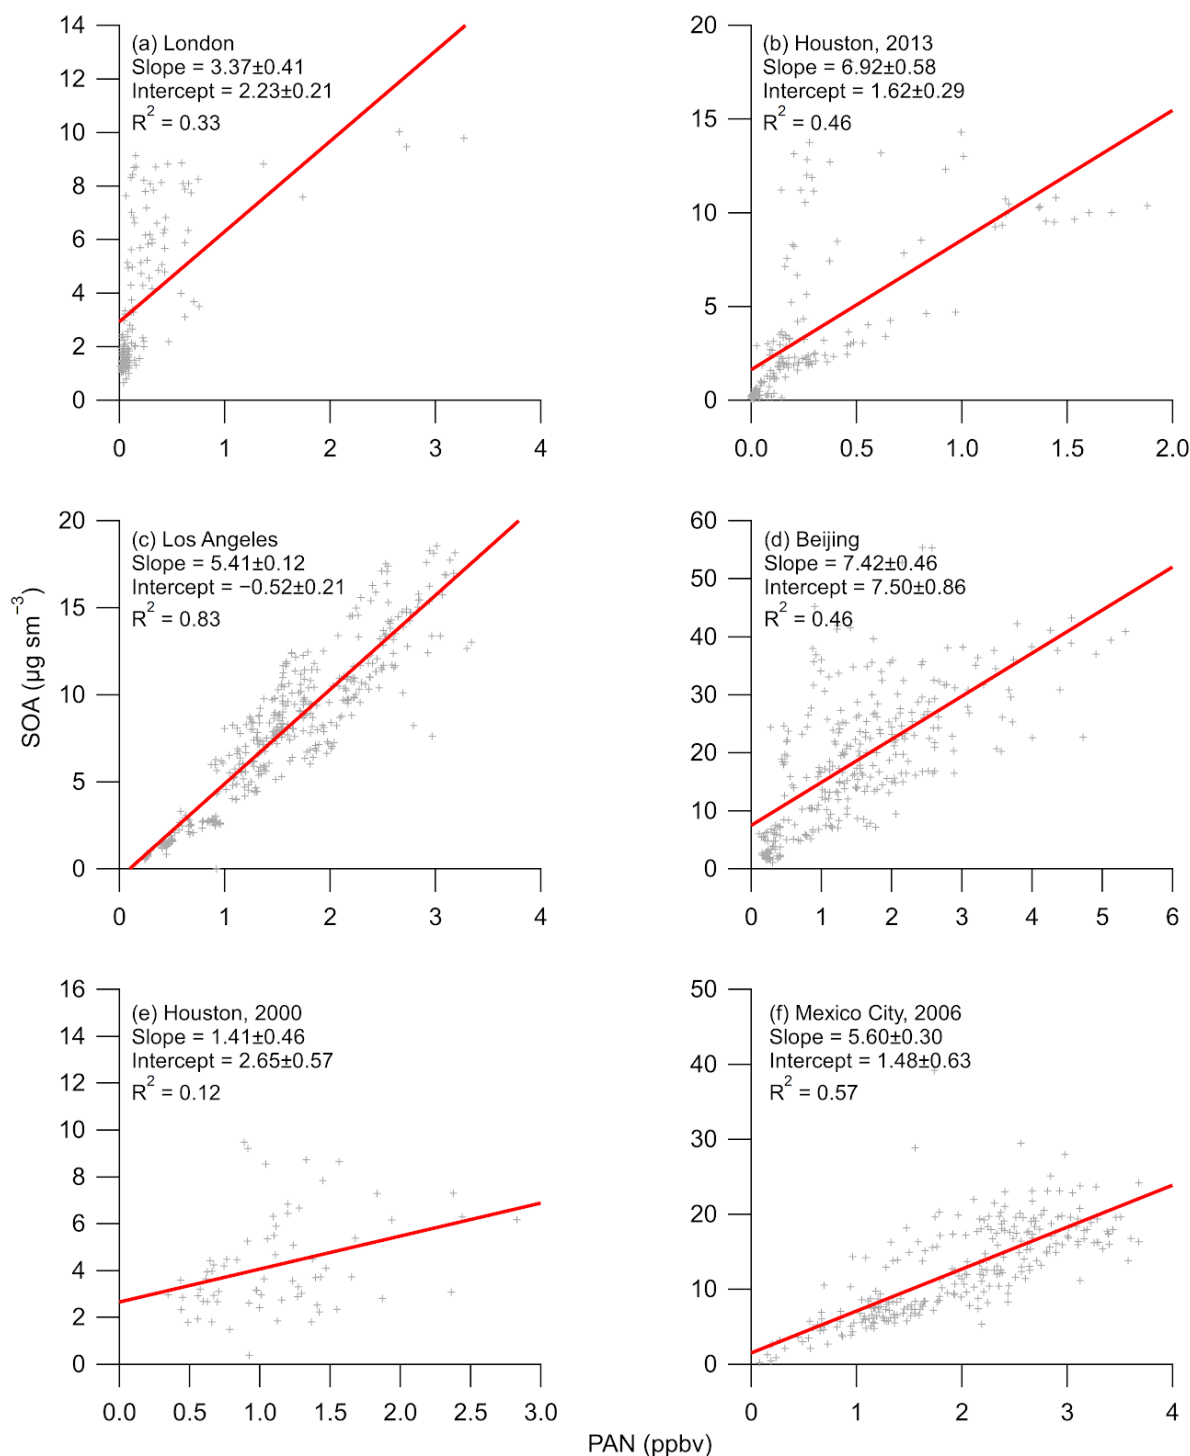 (a) London
Slope = 3.37±0.41
Intercept = 2.23±0.21
R² = 0.33
14
12
10
8
6
4
2
0
0 1 2 3 4
(b) Houston, 2013
Slope = 6.92±0.58
Intercept = 1.62±0.29
R² = 0.46
20
15
10
5
0
0.0 0.5 1.0 1.5 2.0
SOA (µg sm⁻³)
(c) Los Angeles
Slope = 5.41±0.12
Intercept = −0.52±0.21
R² = 0.83
20
15
10
5
0
0 1 2 3 4
(d) Beijing
Slope = 7.42±0.46
Intercept = 7.50±0.86
R² = 0.46
60
50
40
30
20
10
0
0 1 2 3 4 5 6
(e) Houston, 2000
Slope = 1.41±0.46
Intercept = 2.65±0.57
R² = 0.12
16
14
12
10
8
6
4
2
0
0.0 0.5 1.0 1.5 2.0 2.5 3.0
(f) Mexico City, 2006
Slope = 5.60±0.30
Intercept = 1.48±0.63
R² = 0.57
50
40
30
20
10
0
0 1 2 3 4
PAN (ppbv)